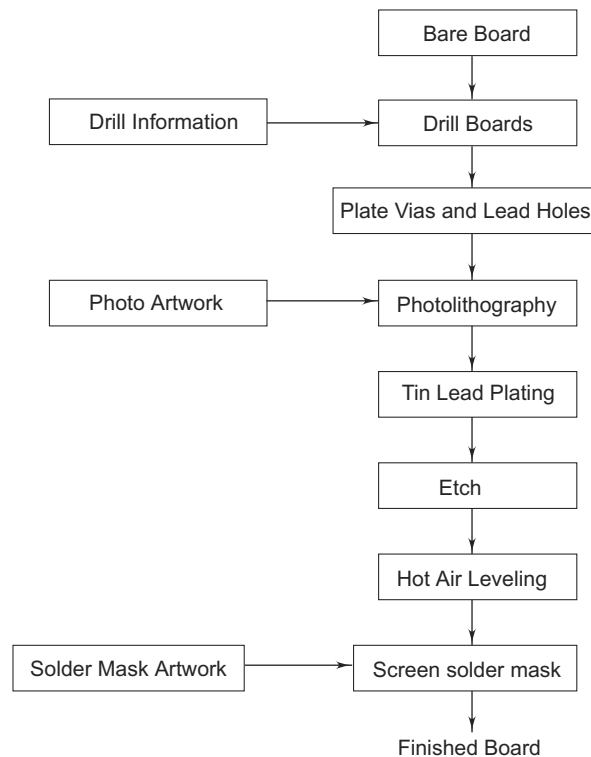 Bare Board
Drill Information
Drill Boards
Plate Vias and Lead Holes
Photo Artwork
Photolithography
Tin Lead Plating
Etch
Hot Air Leveling
Solder Mask Artwork
Screen solder mask
Finished Board